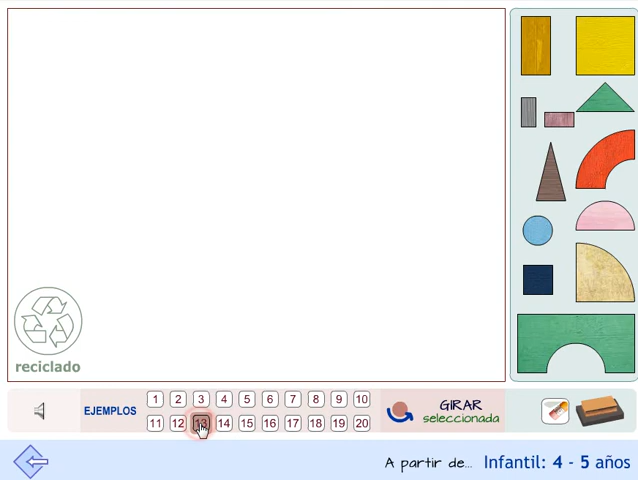 reciclado
EJEMPLOS
1 2 3 4 5 6 7 8 9 10
11 12 13 14 15 16 17 18 19 20
GIRAR
seleccionada
A partir de... Infantil: 4 - 5 años